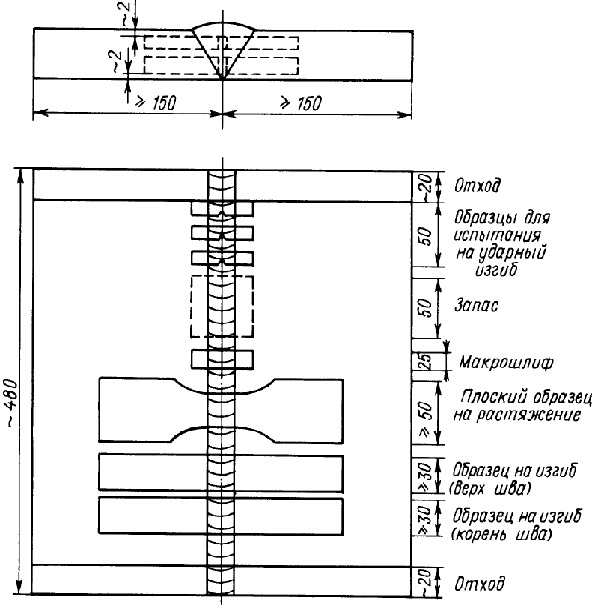 ~2
~2
⩾ 150
⩾ 150
~480
~20
Отход
50
Образцы для
испытания
на ударный
изгиб
50
Запас
25
Макрошлиф
⩾ 50
Плоский образец
на растяжение
⩾30
Образец на изгиб
(верх шва)
⩾30
Образец на изгиб
(корень шва)
~20
Отход